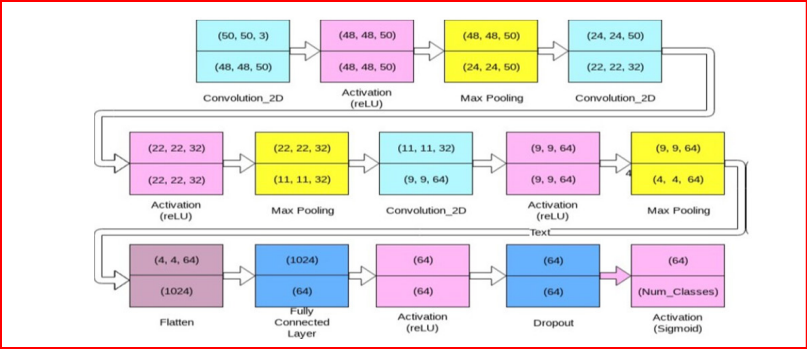 (50, 50, 3)
(48, 48, 50)
Convolution_2D
(48, 48, 50)
(48, 48, 50)
Activation
(reLU)
(48, 48, 50)
(24, 24, 50)
Max Pooling
(24, 24, 50)
(22, 22, 32)
Convolution_2D
(22, 22, 32)
(22, 22, 32)
Activation
(reLU)
(22, 22, 32)
(11, 11, 32)
Max Pooling
(11, 11, 32)
(9, 9, 64)
Convolution_2D
(9, 9, 64)
(9, 9, 64)
Activation
(reLU)
4
(9, 9, 64)
(4, 4, 64)
Max Pooling
Text
(4, 4, 64)
(1024)
Flatten
(1024)
(64)
Fully
Connected
Layer
(64)
(64)
Activation
(reLU)
(64)
(64)
Dropout
(64)
(Num_Classes)
Activation
(Sigmoid)